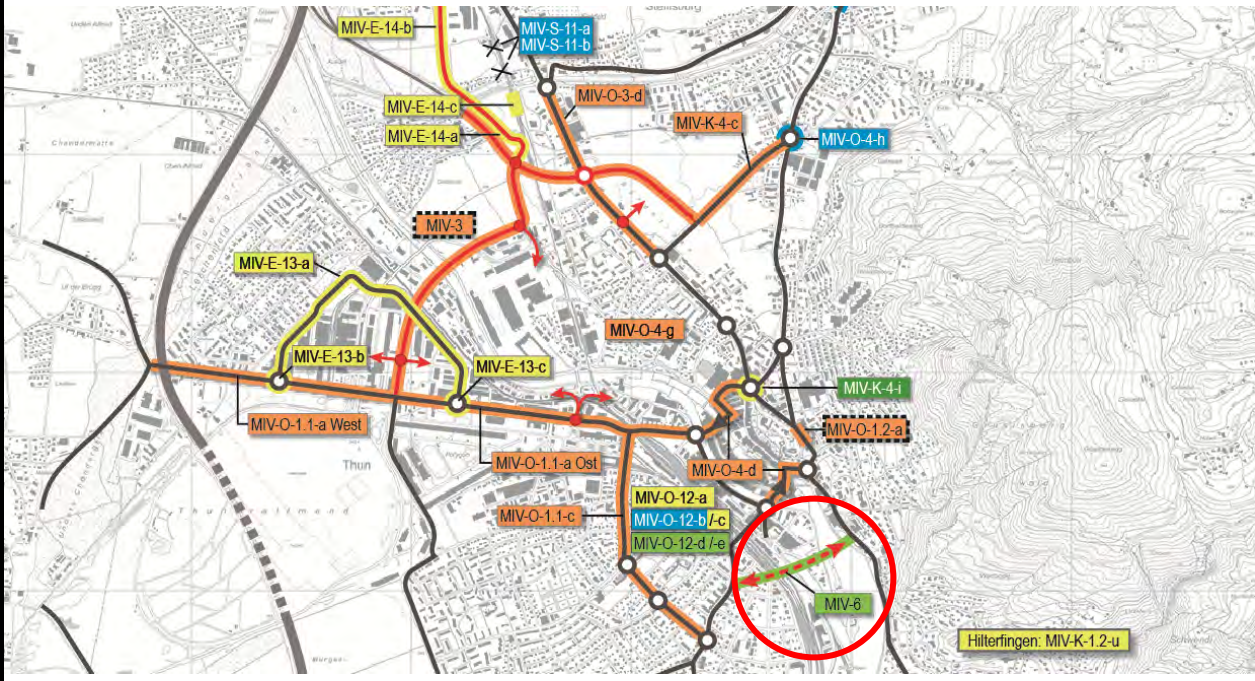 Steffisburg
MIV-E-14-b
MIV-S-11-a
MIV-S-11-b
MIV-O-3-d
MIV-E-14-c
MIV-K-4-c
MIV-E-14-a
MIV-O-4-h
MIV-3
MIV-E-13-a
MIV-O-4-g
MIV-E-13-b
MIV-E-13-c
MIV-K-4-i
MIV-O-1.1-a West
MIV-O-1.2-a
Thun
MIV-O-1.1-a Ost
MIV-O-4-d
MIV-O-12-a
MIV-O-1.1-c
MIV-O-12-b /-c
MIV-O-12-d /-e
MIV-6
Hilterfingen: MIV-K-1.2-u
Schwendi